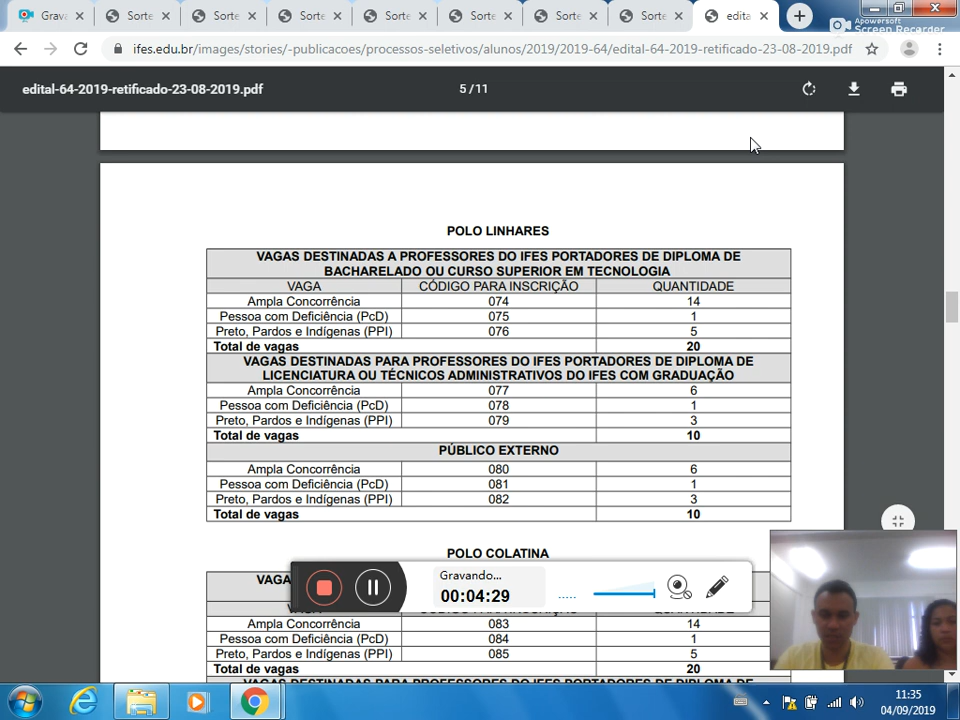 Grava
Sorte
Sorte
Sorte
Sorte
Sorte
Sorte
Sorte
edita
Apowersoft
Screen Recorder
ifes.edu.br/images/stories/-publicacoes/processos-seletivos/alunos/2019/2019-64/edital-64-2019-retificado-23-08-2019.pdf
edital-64-2019-retificado-23-08-2019.pdf
5 / 11
POLO LINHARES
VAGAS DESTINADAS A PROFESSORES DO IFES PORTADORES DE DIPLOMA DE
BACHARELADO OU CURSO SUPERIOR EM TECNOLOGIA
VAGA CÓDIGO PARA INSCRIÇÃO QUANTIDADE
Ampla Concorrência 074 14
Pessoa com Deficiência (PcD) 075 1
Preto, Pardos e Indígenas (PPI) 076 5
Total de vagas 20
VAGAS DESTINADAS PARA PROFESSORES DO IFES PORTADORES DE DIPLOMA DE
LICENCIATURA OU TÉCNICOS ADMINISTRATIVOS DO IFES COM GRADUAÇÃO
Ampla Concorrência 077 6
Pessoa com Deficiência (PcD) 078 1
Preto, Pardos e Indígenas (PPI) 079 3
Total de vagas 10
PÚBLICO EXTERNO
Ampla Concorrência 080 6
Pessoa com Deficiência (PcD) 081 1
Preto, Pardos e Indígenas (PPI) 082 3
Total de vagas 10
POLO COLATINA
Gravando...
00:04:29
Ampla Concorrência 083 14
Pessoa com Deficiência (PcD) 084 1
Preto, Pardos e Indígenas (PPI) 085 5
Total de vagas 20
11:35
04/09/2019